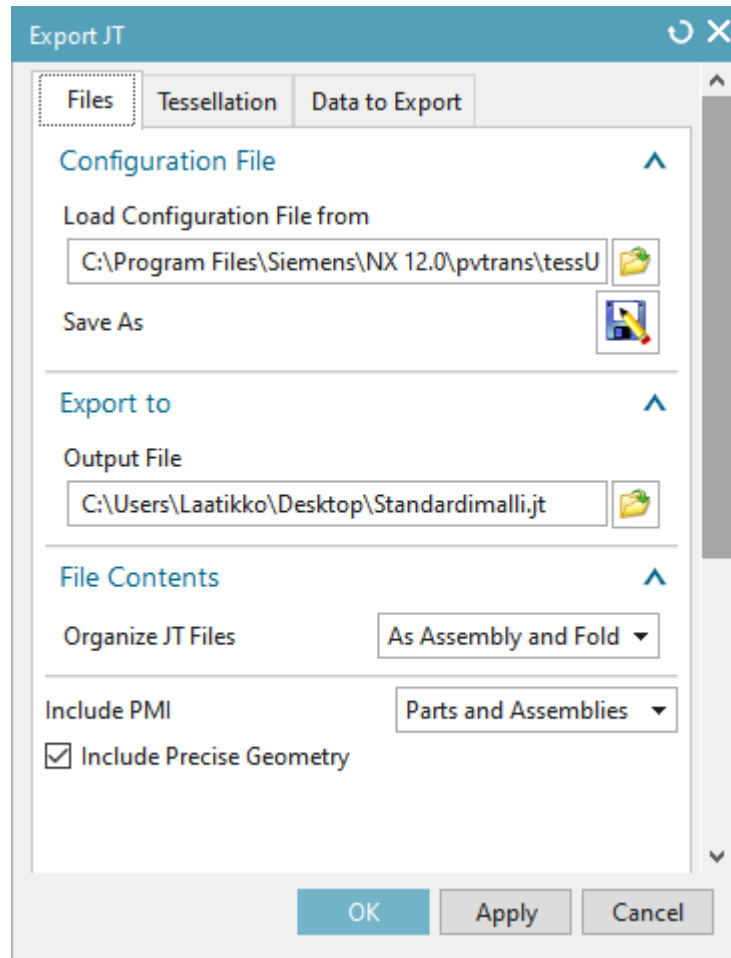 Export JT
Files Tessellation Data to Export
Configuration File
Load Configuration File from
C:\Program Files\Siemens\NX 12.0\pvtrans\tessU
Save As
Export to
Output File
C:\Users\Laatikko\Desktop\Standardimalli.jt
File Contents
Organize JT Files As Assembly and Fold
Include PMI Parts and Assemblies
Include Precise Geometry
OK Apply Cancel